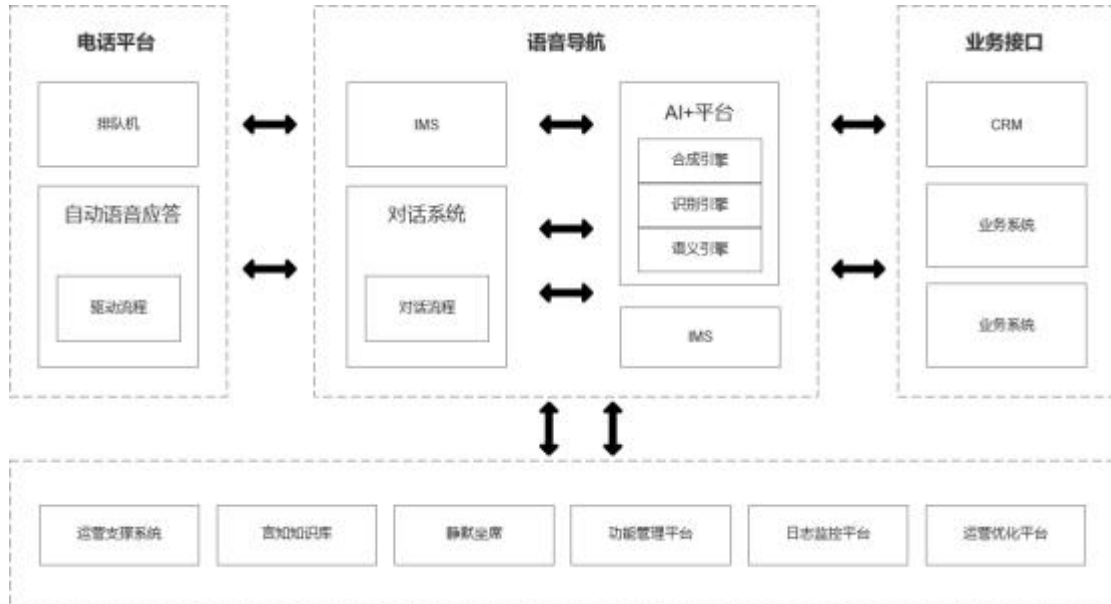 电话平台
排队机
自动语音应答
驱动流程
语音导航
IMS
对话系统
对话流程
AI+平台
合成引擎
识别引擎
语义引擎
IMS
业务接口
CRM
业务系统
业务系统
运营支撑系统
言知知识库
静默坐席
功能管理平台
日志监控平台
运营优化平台